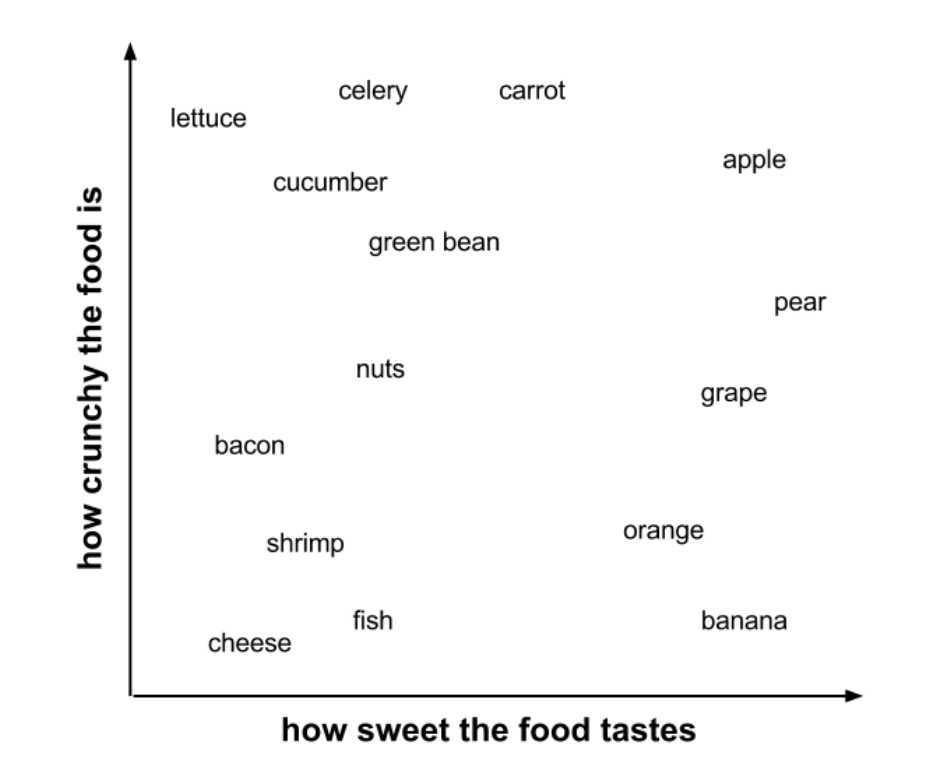 celery
carrot
lettuce
apple
cucumber
green bean
pear
nuts
grape
bacon
orange
shrimp
fish
banana
cheese
how crunchy the food is
how sweet the food tastes